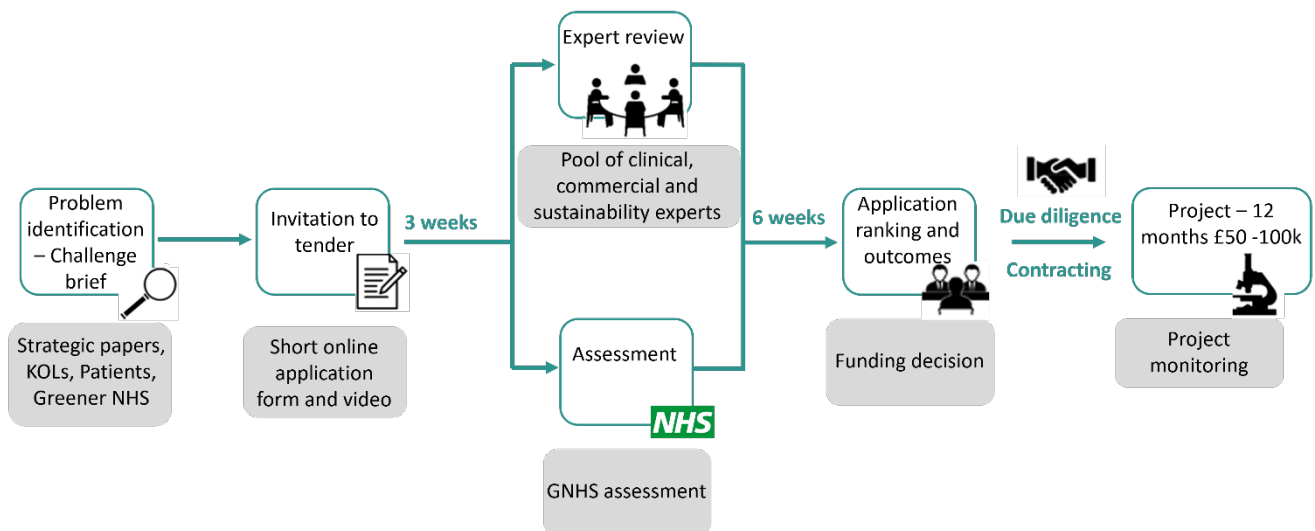 Expert review
Pool of clinical,
commercial and
sustainability experts
Problem
identification
– Challenge
brief
Strategic papers,
KOLs, Patients,
Greener NHS
Invitation to
tender
Short online
application
form and video
3 weeks
Assessment
NHS
GNHS assessment
6 weeks
Application
ranking and
outcomes
Funding decision
Due diligence
Contracting
Project – 12
months £50 -100k
Project
monitoring